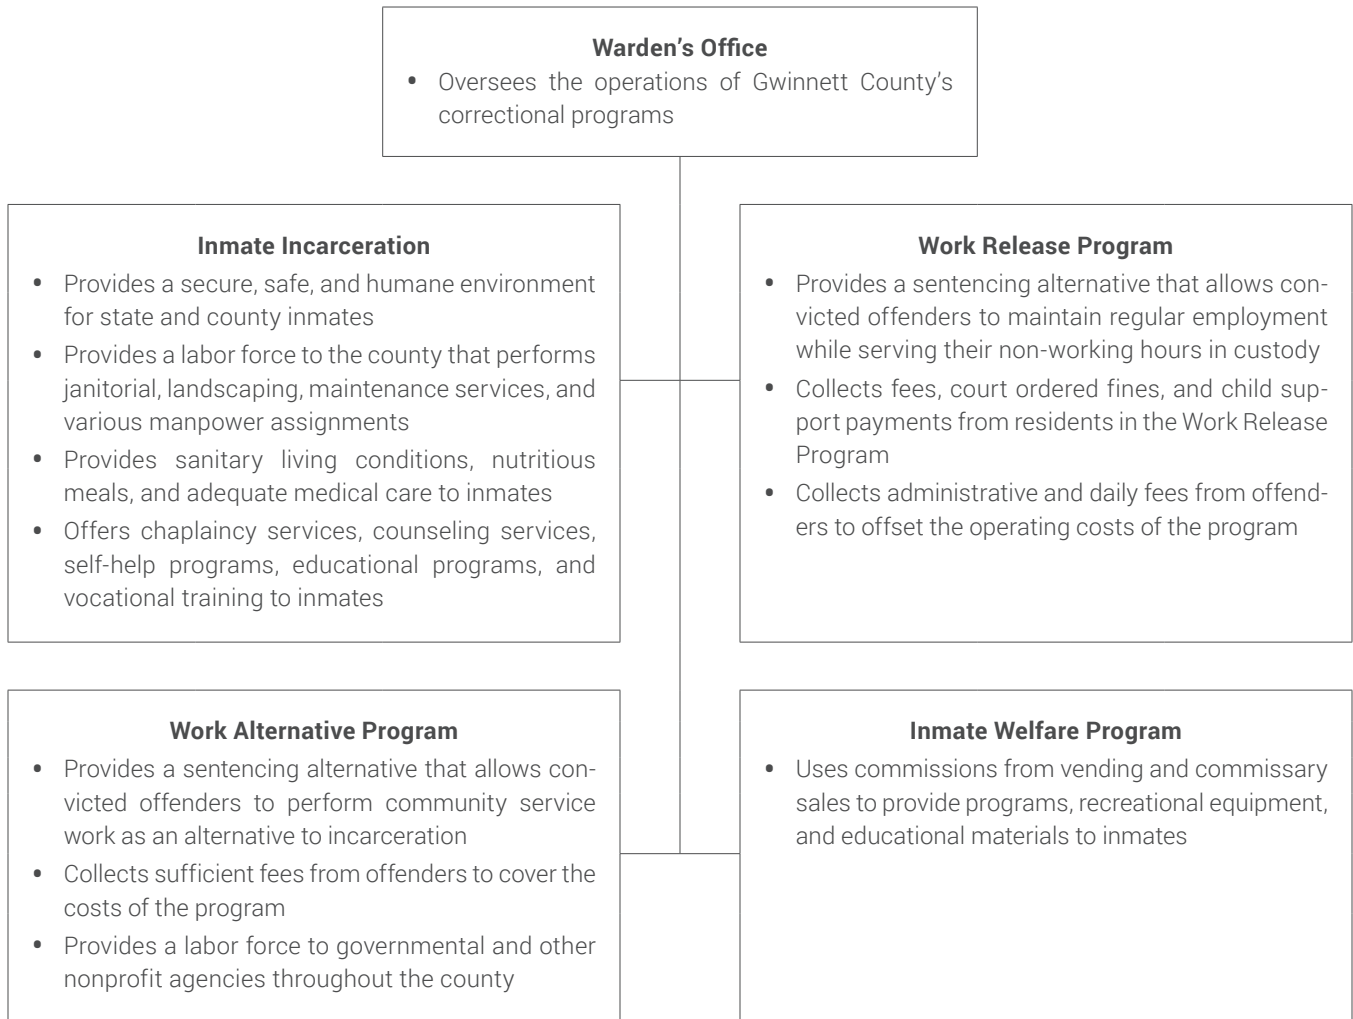 Warden’s Office
• Oversees the operations of Gwinnett County’s
correctional programs
Inmate Incarceration
• Provides a secure, safe, and humane environment
for state and county inmates
• Provides a labor force to the county that performs
janitorial, landscaping, maintenance services, and
various manpower assignments
• Provides sanitary living conditions, nutritious
meals, and adequate medical care to inmates
• Offers chaplaincy services, counseling services,
self-help programs, educational programs, and
vocational training to inmates
Work Release Program
• Provides a sentencing alternative that allows con-
victed offenders to maintain regular employment
while serving their non-working hours in custody
• Collects fees, court ordered fines, and child sup-
port payments from residents in the Work Release
Program
• Collects administrative and daily fees from offend-
ers to offset the operating costs of the program
Work Alternative Program
• Provides a sentencing alternative that allows con-
victed offenders to perform community service
work as an alternative to incarceration
• Collects sufficient fees from offenders to cover the
costs of the program
• Provides a labor force to governmental and other
nonprofit agencies throughout the county
Inmate Welfare Program
• Uses commissions from vending and commissary
sales to provide programs, recreational equipment,
and educational materials to inmates